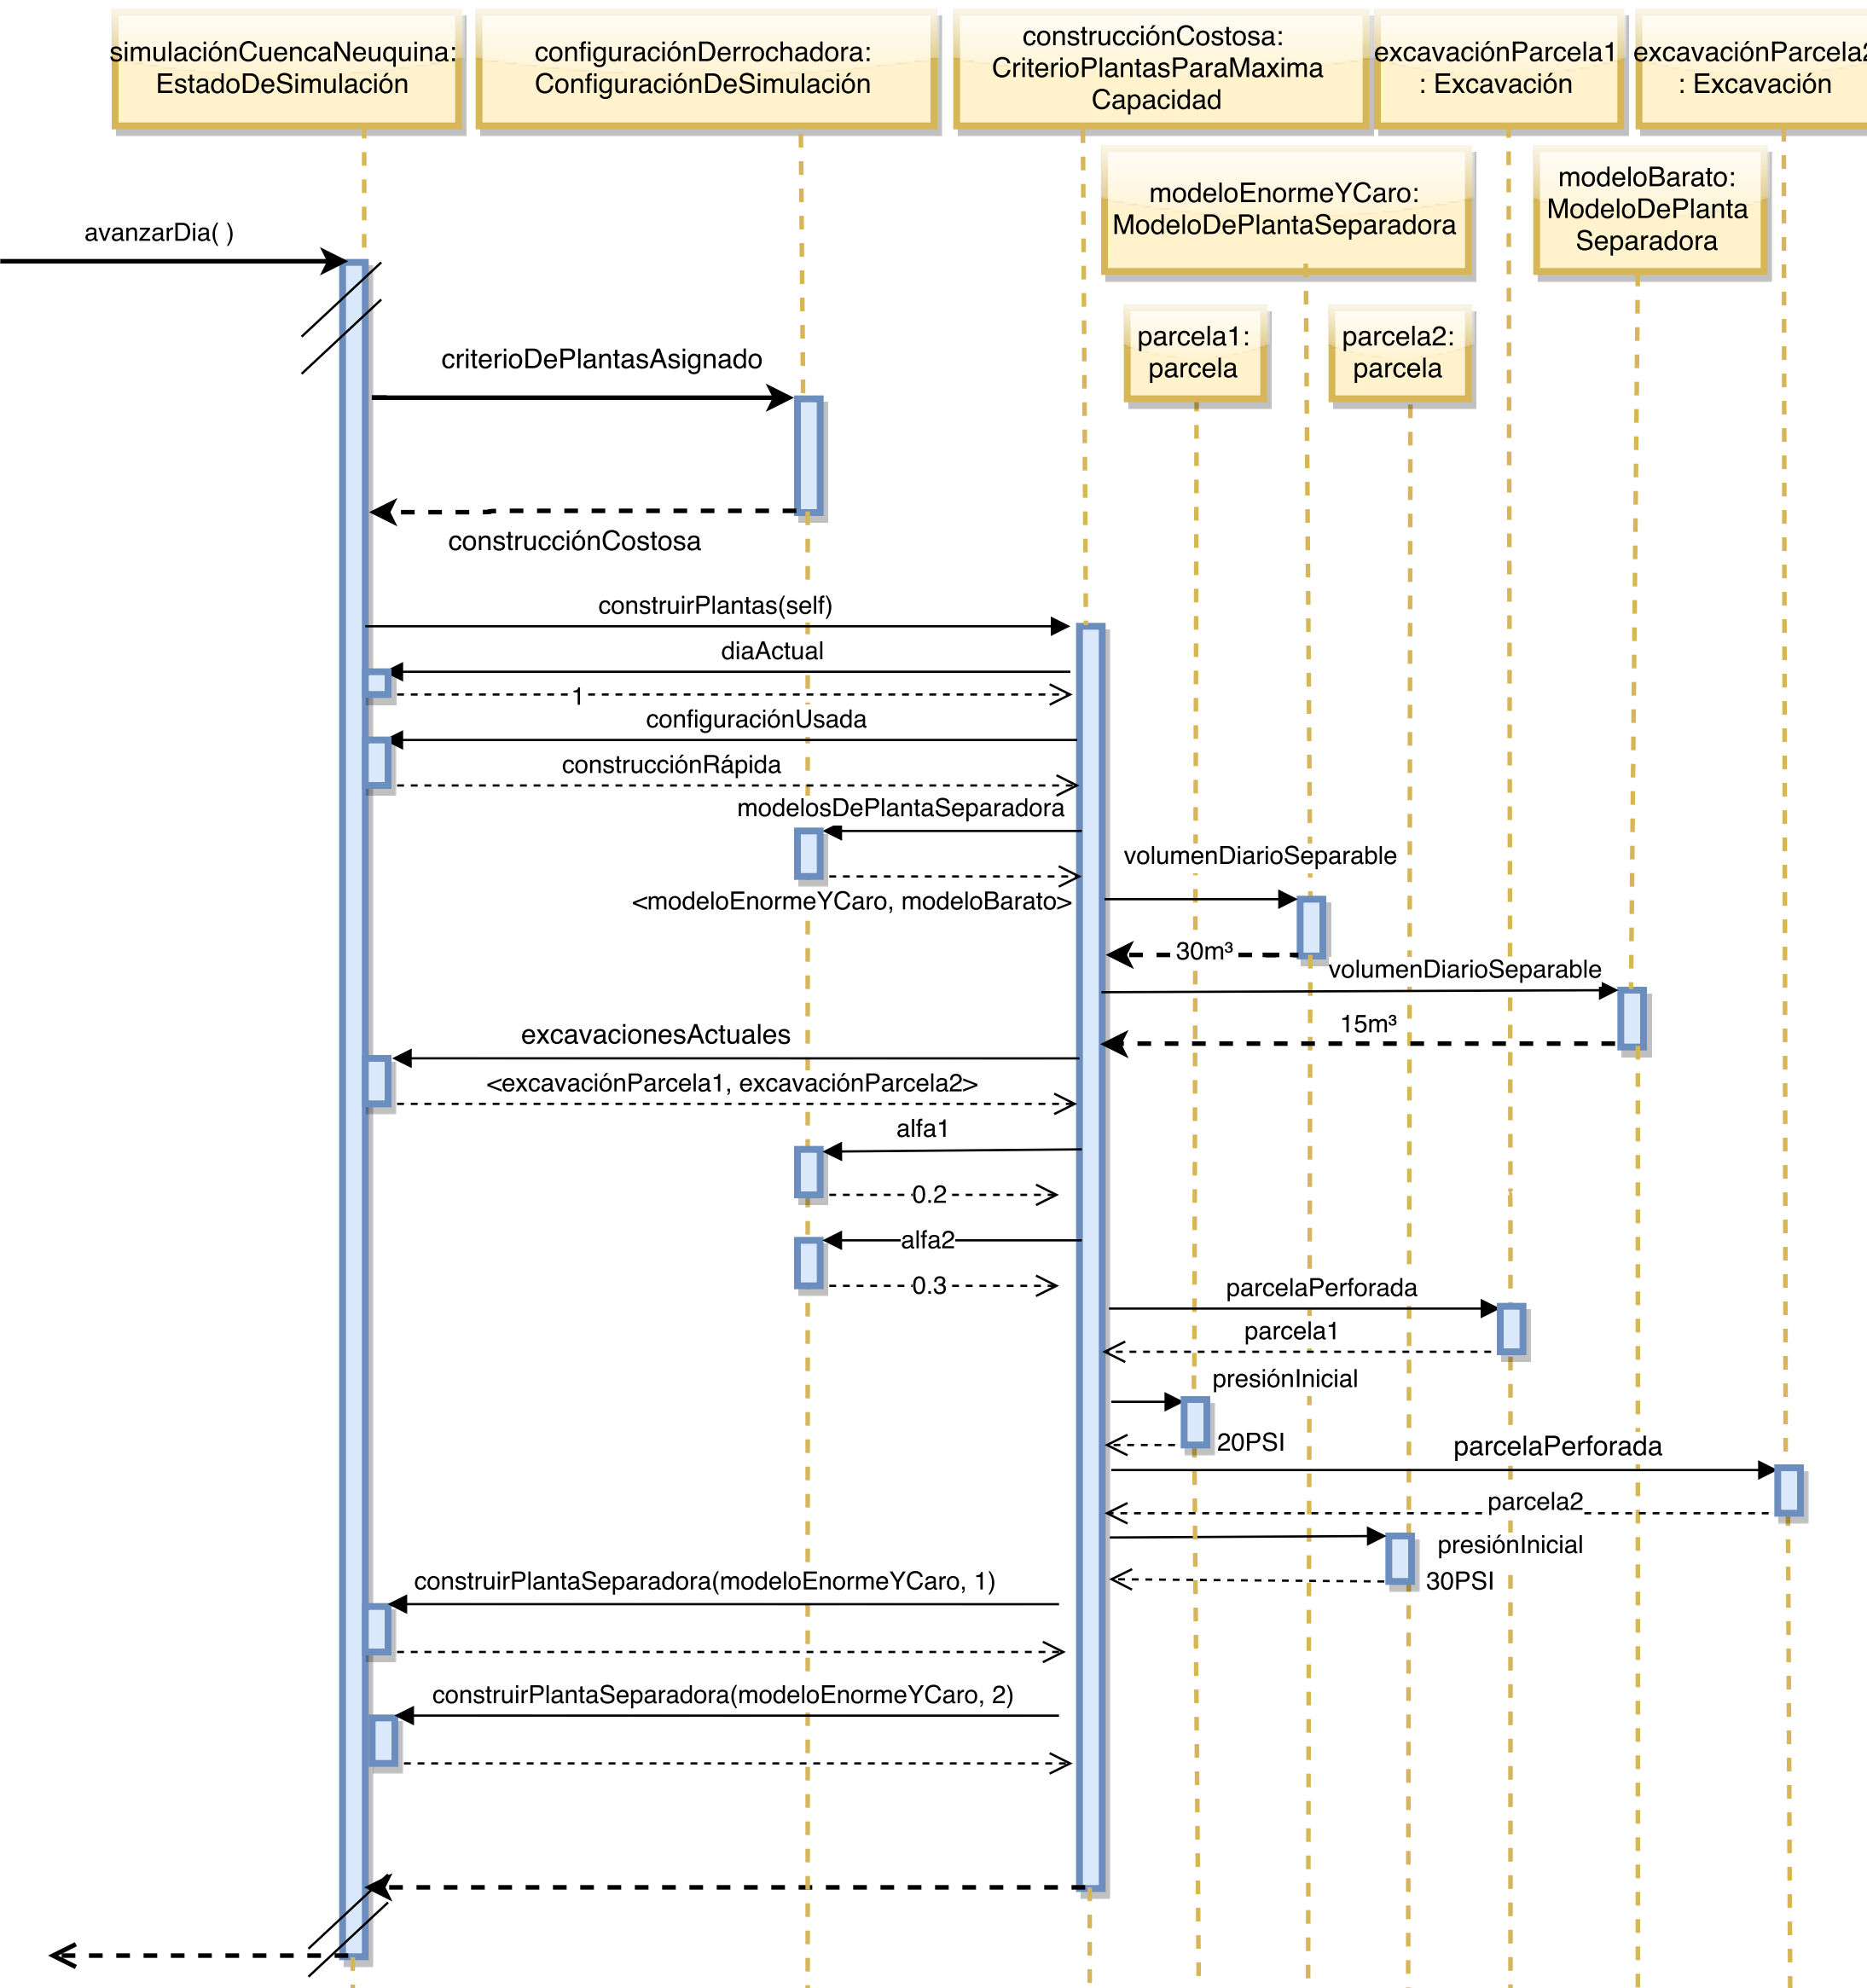 simulaciónCuencaNeuquina:
EstadoDeSimulación
configuraciónDerrochadora:
ConfiguraciónDeSimulación
construcciónCostosa:
CriterioPlantasParaMaxima
Capacidad
excavaciónParcela1
: Excavación
excavaciónParcela2
: Excavación
modeloEnormeYCaro:
ModeloDePlantaSeparadora
modeloBarato:
ModeloDePlanta
Separadora
avanzarDia( )
parcela1:
parcela
parcela2:
parcela
criterioDePlantasAsignado
construcciónCostosa
construirPlantas(self)
diaActual
1
configuraciónUsada
construcciónRápida
modelosDePlantaSeparadora
volumenDiarioSeparable
<modeloEnormeYCaro, modeloBarato>
30m³
volumenDiarioSeparable
15m³
excavacionesActuales
<excavaciónParcela1, excavaciónParcela2>
alfa1
0.2
alfa2
0.3
parcelaPerforada
parcela1
presiónInicial
20PSI
parcelaPerforada
parcela2
presiónInicial
30PSI
construirPlantaSeparadora(modeloEnormeYCaro, 1)
construirPlantaSeparadora(modeloEnormeYCaro, 2)